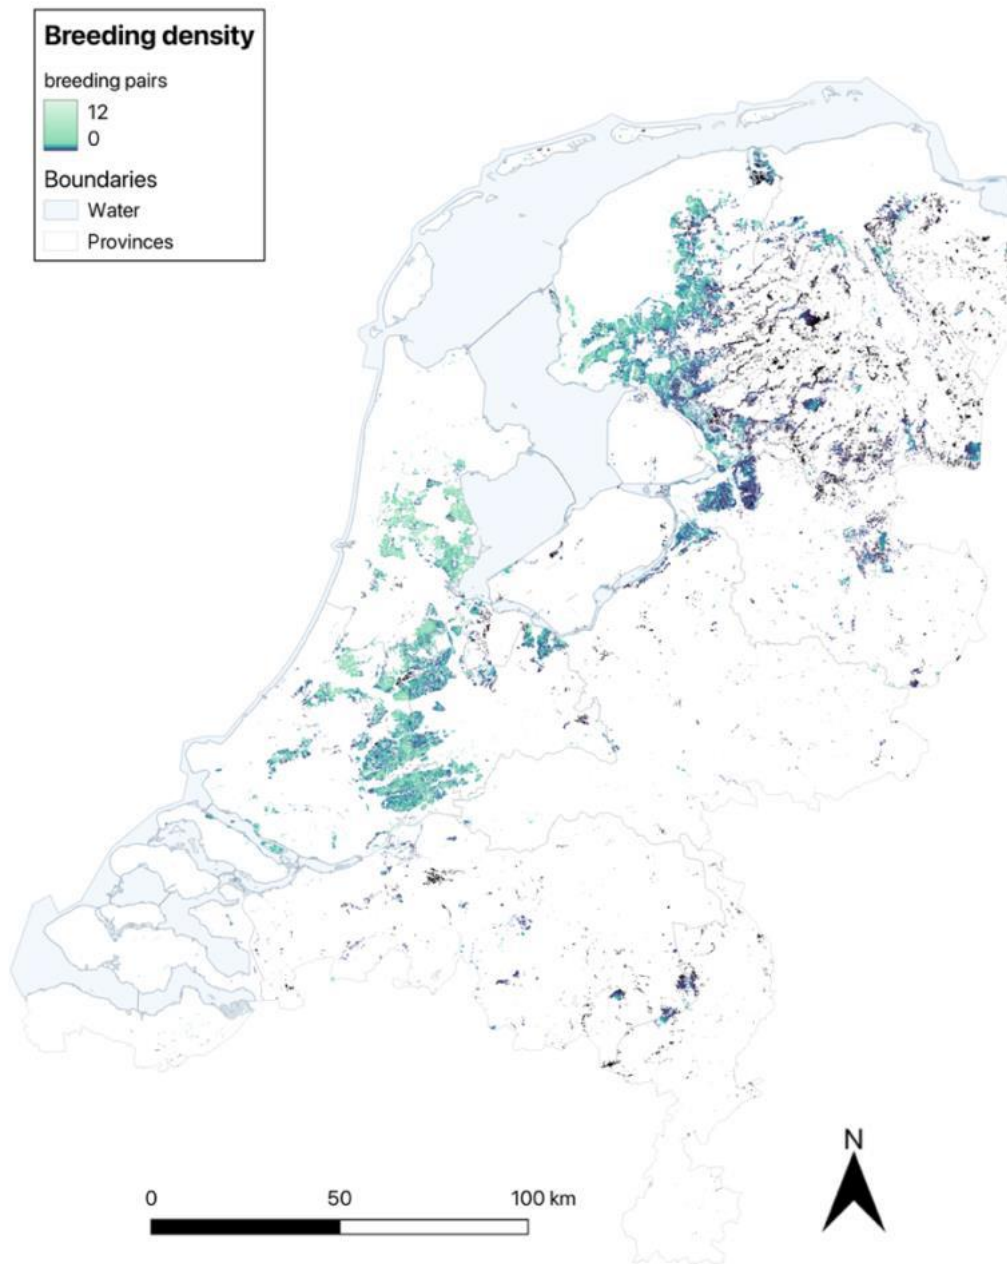 Breeding density
breeding pairs
12
0
Boundaries
Water
Provinces
N
0 50 100 km